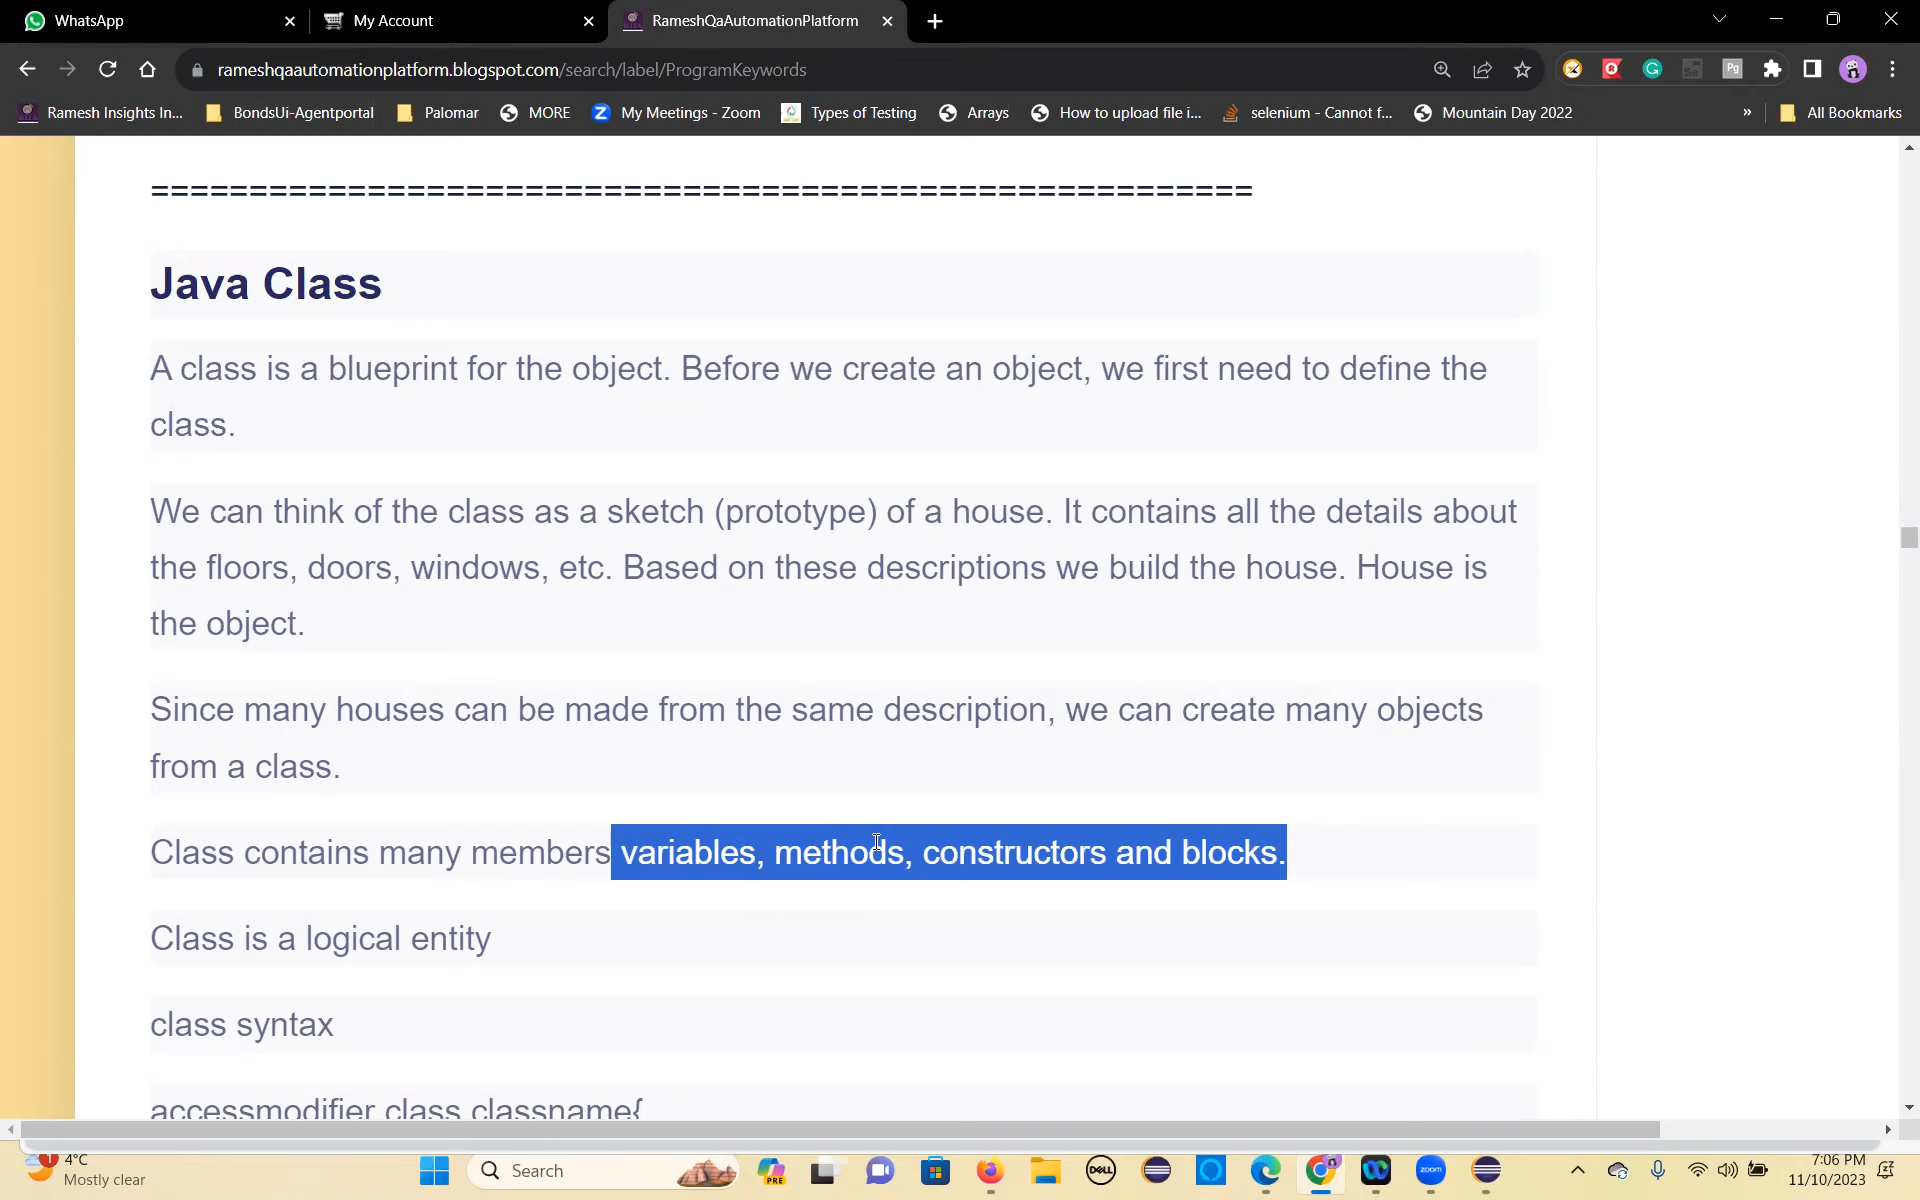 WhatsApp
My Account
RameshQaAutomationPlatform
rameshqaautomationplatform.blogspot.com/search/label/ProgramKeywords
Ramesh Insights In...
BondsUi-Agentportal
Palomar
MORE
My Meetings - Zoom
Types of Testing
Arrays
How to upload file i...
selenium - Cannot f...
Mountain Day 2022
»
All Bookmarks
=========================================================
Java Class
A class is a blueprint for the object. Before we create an object, we first need to define the
class.
We can think of the class as a sketch (prototype) of a house. It contains all the details about
the floors, doors, windows, etc. Based on these descriptions we build the house. House is
the object.
Since many houses can be made from the same description, we can create many objects
from a class.
Class contains many members variables, methods, constructors and blocks.
Class is a logical entity
class syntax
accessmodifier class classname{
1
4°C
Mostly clear
Search
PRE
DELL
zoom
7:06 PM
11/10/2023